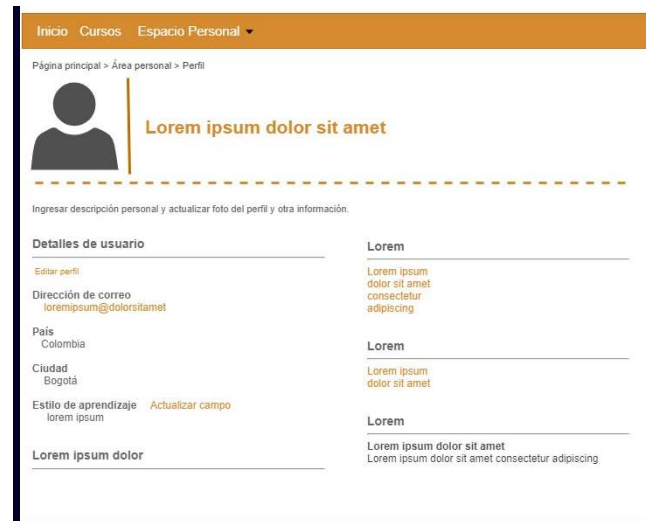 Inicio Cursos Espacio Personal
Página principal > Área personal > Perfil
Lorem ipsum dolor sit amet
Ingresar descripción personal y actualizar foto del perfil y otra información.
Detalles de usuario
Editar perfil
Dirección de correo
loremipsum@dolorsitamet
País
Colombia
Ciudad
Bogotá
Estilo de aprendizaje Actualizar campo
lorem ipsum
Lorem ipsum dolor
Lorem
Lorem ipsum
dolor sit amet
consectetur
adipiscing
Lorem
Lorem ipsum
dolor sit amet
Lorem
Lorem ipsum dolor sit amet
Lorem ipsum dolor sit amet consectetur adipiscing